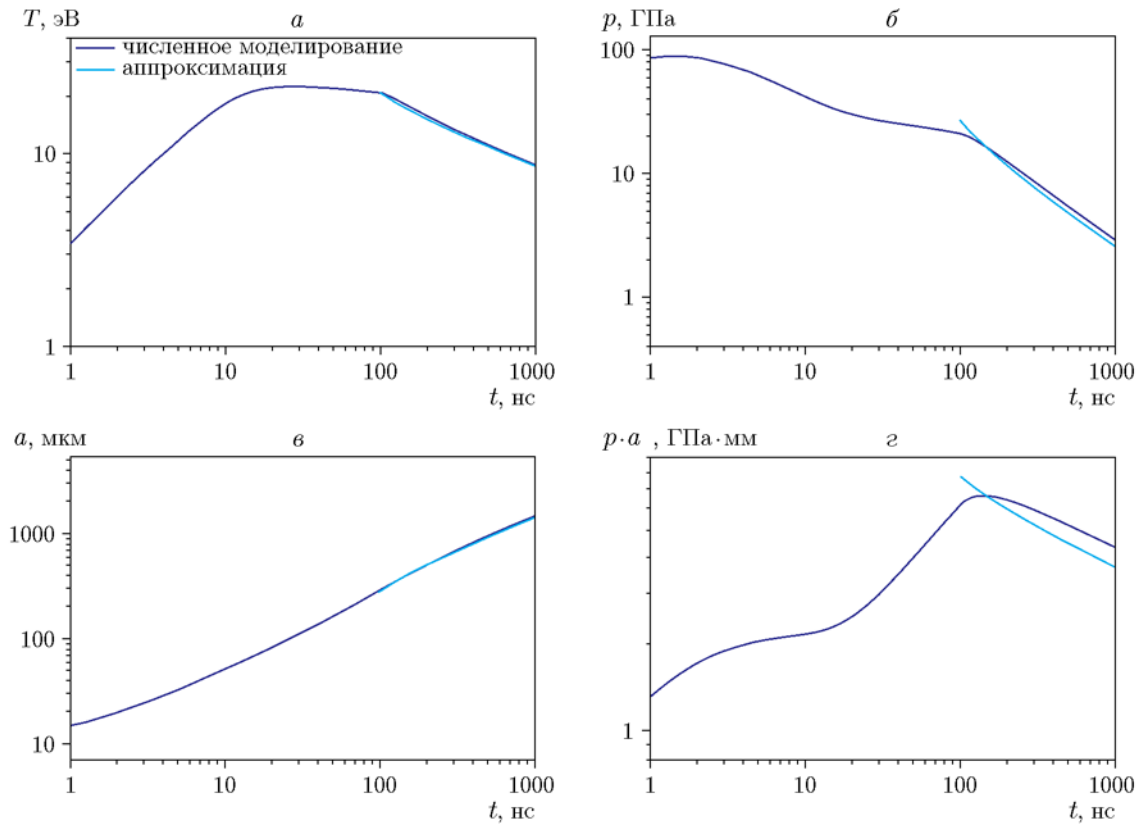 T, эВ
а
численное моделирование
аппроксимация
10
1
1
10
100
1000
t, нс
p, ГПа
б
100
10
1
1
10
100
1000
t, нс
a, мкм
в
1000
100
10
1
10
100
1000
t, нс
p·a , ГПа·мм
г
1
1
10
100
1000
t, нс